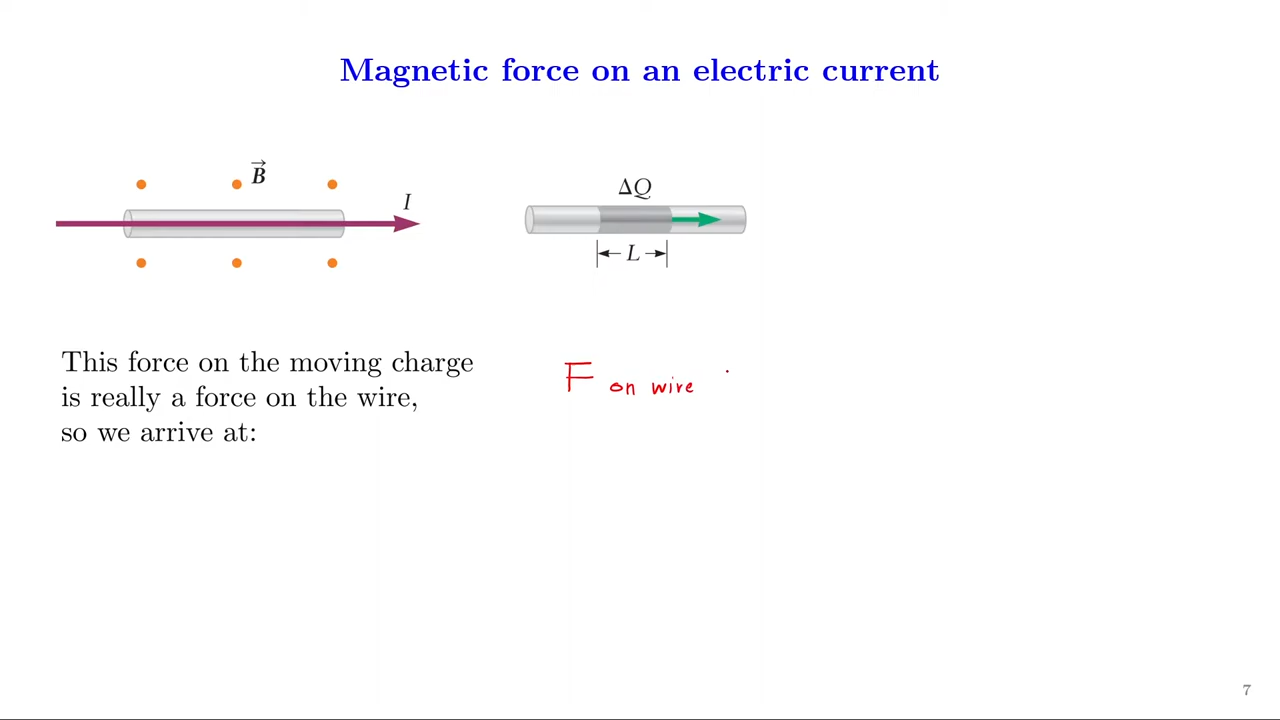 Magnetic force on an electric current
B⃗
I
ΔQ
L
This force on the moving charge
is really a force on the wire,
so we arrive at:
F on wire
7